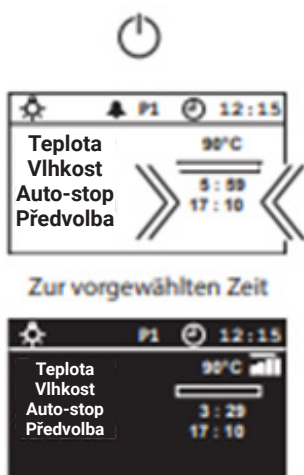 P1 12:15
Teplota 90°C
Vlhkost
Auto-stop 5 : 59
Předvolba 17 : 10
Zur vorgewählten Zeit
P1 12:15
Teplota 90°C
Vlhkost
Auto-stop 3 : 29
Předvolba 17 : 10